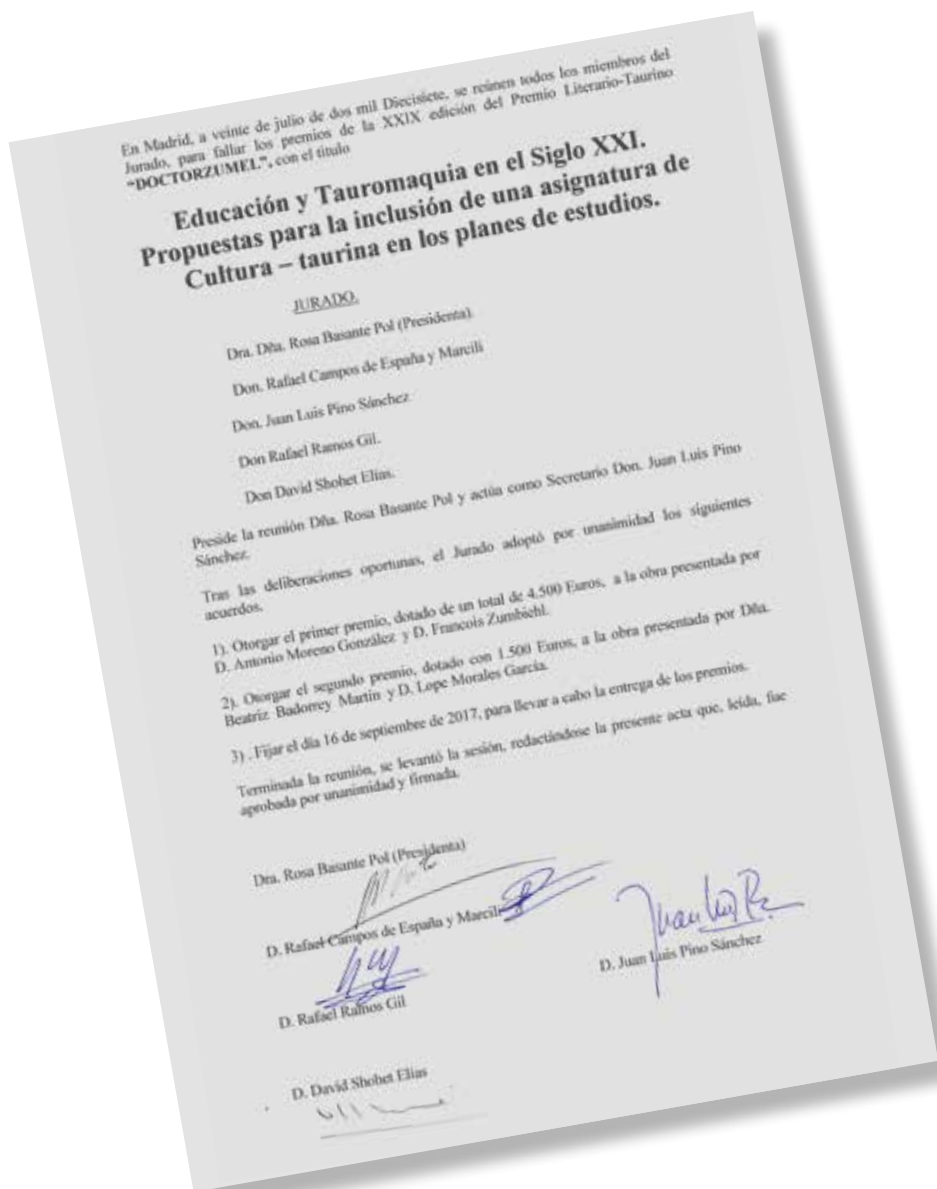 En Madrid, a veinte de julio de dos mil Diecisiete, se reúnen todos los miembros del
Jurado, para fallar los premios de la XXIX edición del Premio Literario-Taurino
"DOCTORZUMEL", con el título
Educación y Tauromaquia en el Siglo XXI.
Propuestas para la inclusión de una asignatura de
Cultura – taurina en los planes de estudios.
JURADO.
Dra. Dña. Rosa Basante Pol (Presidenta)
Don. Rafael Campos de España y Marcili
Don. Juan Luis Pino Sánchez
Don Rafael Ramos Gil.
Don David Shohet Elias.
Preside la reunión Dña. Rosa Basante Pol y actúa como Secretario Don. Juan Luis Pino
Sánchez.
Tras las deliberaciones oportunas, el Jurado adoptó por unanimidad los siguientes
acuerdos.
1). Otorgar el primer premio, dotado de un total de 4.500 Euros, a la obra presentada por
D. Antonio Moreno González y D. Francois Zumbiehl.
2). Otorgar el segundo premio, dotado con 1.500 Euros, a la obra presentada por Dña.
Beatriz Badorrey Martín y D. Lope Morales García.
3) . Fijar el día 16 de septiembre de 2017, para llevar a cabo la entrega de los premios.
Terminada la reunión, se levantó la sesión, redactándose la presente acta que, leída, fue
aprobada por unanimidad y firmada.
Dra. Rosa Basante Pol (Presidenta)
D. Rafael Campos de España y Marcili
D. Juan Luis Pino Sánchez
D. Rafael Ramos Gil
D. David Shohet Elias